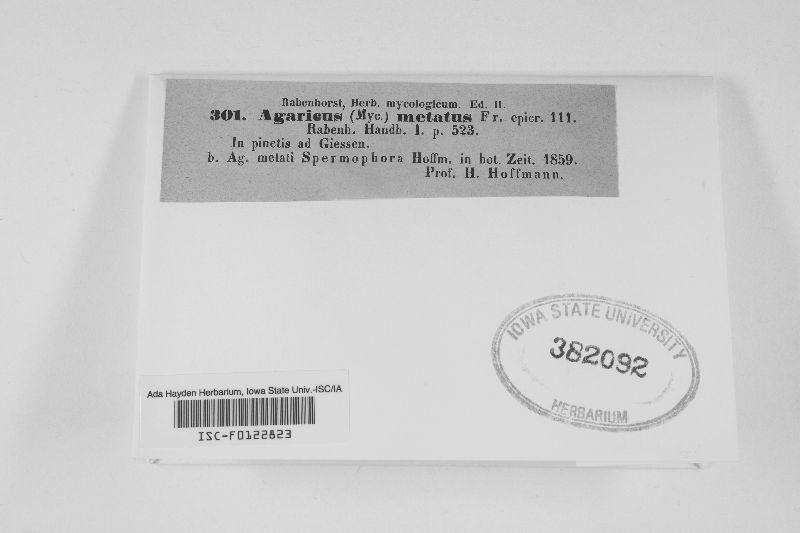 Rabenhorst, Herb. mycologicum. Ed. II.
301. Agaricus (Myc.) metatus Fr. epicr. 111.
Rabenh. Handb. I. p. 523.
In pinetis ad Giessen.
b. Ag. metati Spermophora Hoffm. in bot. Zeit. 1859.
Prof. H. Hoffmann.
IOWA STATE UNIVERSITY
382092
HERBARIUM
Ada Hayden Herbarium, Iowa State Univ.-ISC/IA
ISC-F0122823